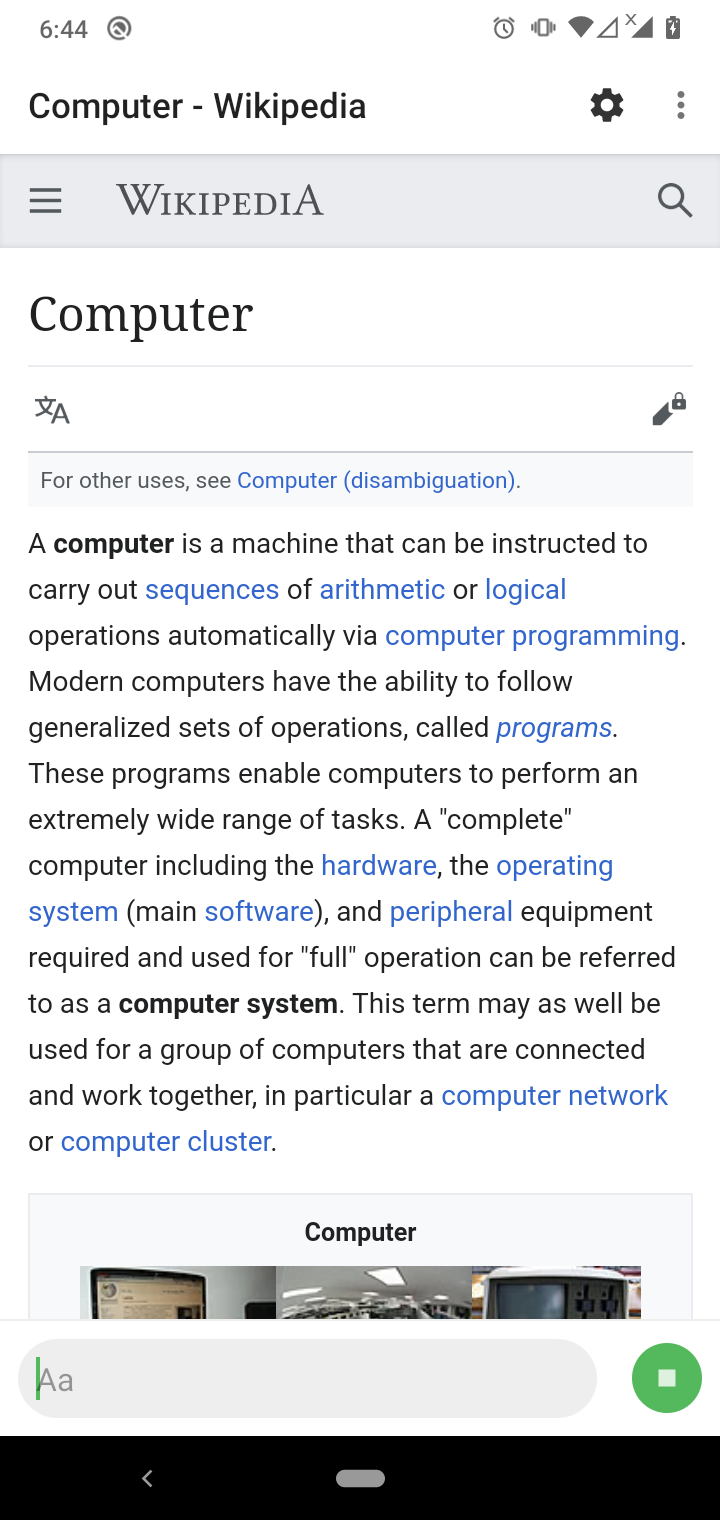 6:44
Computer - Wikipedia
WIKIPEDIA
Computer
For other uses, see Computer (disambiguation).
A computer is a machine that can be instructed to
carry out sequences of arithmetic or logical
operations automatically via computer programming.
Modern computers have the ability to follow
generalized sets of operations, called programs.
These programs enable computers to perform an
extremely wide range of tasks. A "complete"
computer including the hardware, the operating
system (main software), and peripheral equipment
required and used for "full" operation can be referred
to as a computer system. This term may as well be
used for a group of computers that are connected
and work together, in particular a computer network
or computer cluster.
Computer
Aa